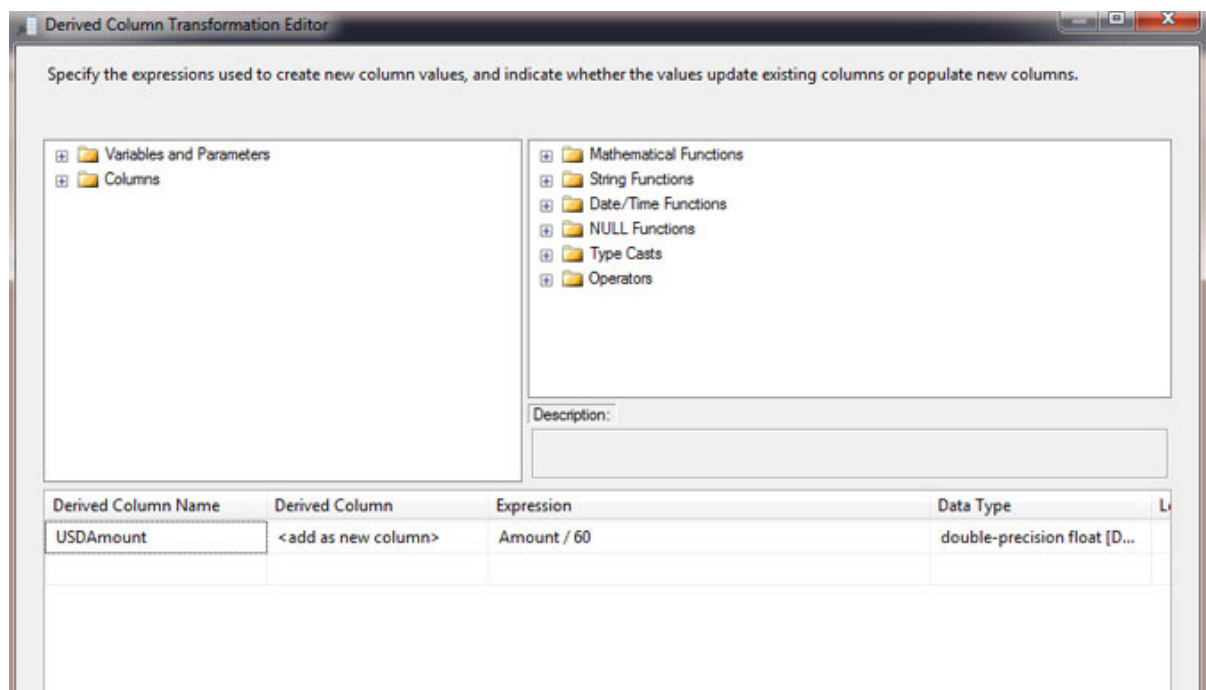 Derived Column Transformation Editor
Specify the expressions used to create new column values, and indicate whether the values update existing columns or populate new columns.
Variables and Parameters
Columns
Mathematical Functions
String Functions
Date/Time Functions
NULL Functions
Type Casts
Operators
Description:
Derived Column Name Derived Column Expression Data Type
USDAmount <add as new column> Amount / 60 double-precision float [D...